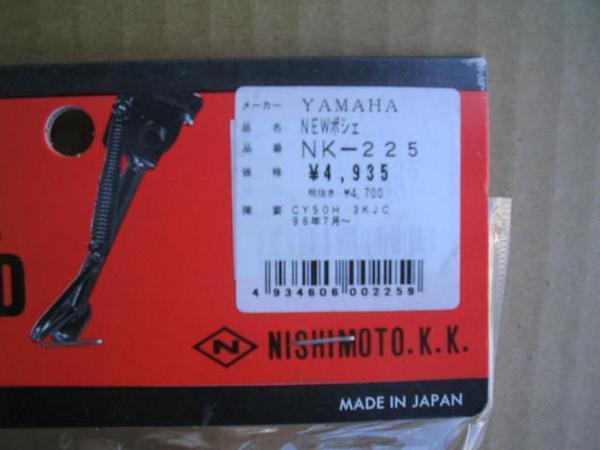 メーカー YAMAHA
品名 NEWポシェ
品番 NK-225
価格 ¥4,935
税抜き ¥4,700
摘要 CY50H 3KJC
96年7月~
4 934606 002259
D
N NISHIMOTO.K.K.
MADE IN JAPAN